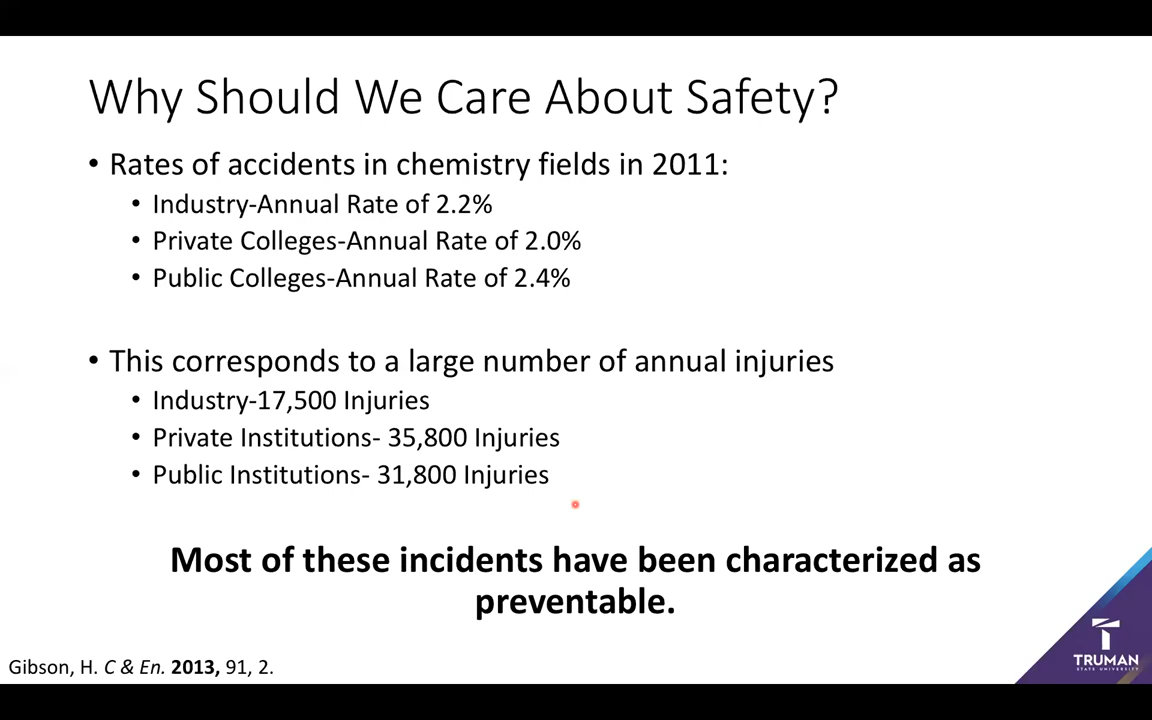 Why Should We Care About Safety?
• Rates of accidents in chemistry fields in 2011:
• Industry-Annual Rate of 2.2%
• Private Colleges-Annual Rate of 2.0%
• Public Colleges-Annual Rate of 2.4%
• This corresponds to a large number of annual injuries
• Industry-17,500 Injuries
• Private Institutions- 35,800 Injuries
• Public Institutions- 31,800 Injuries
Most of these incidents have been characterized as
preventable.
Gibson, H. C & En. 2013, 91, 2.
TRUMAN
STATE UNIVERSITY